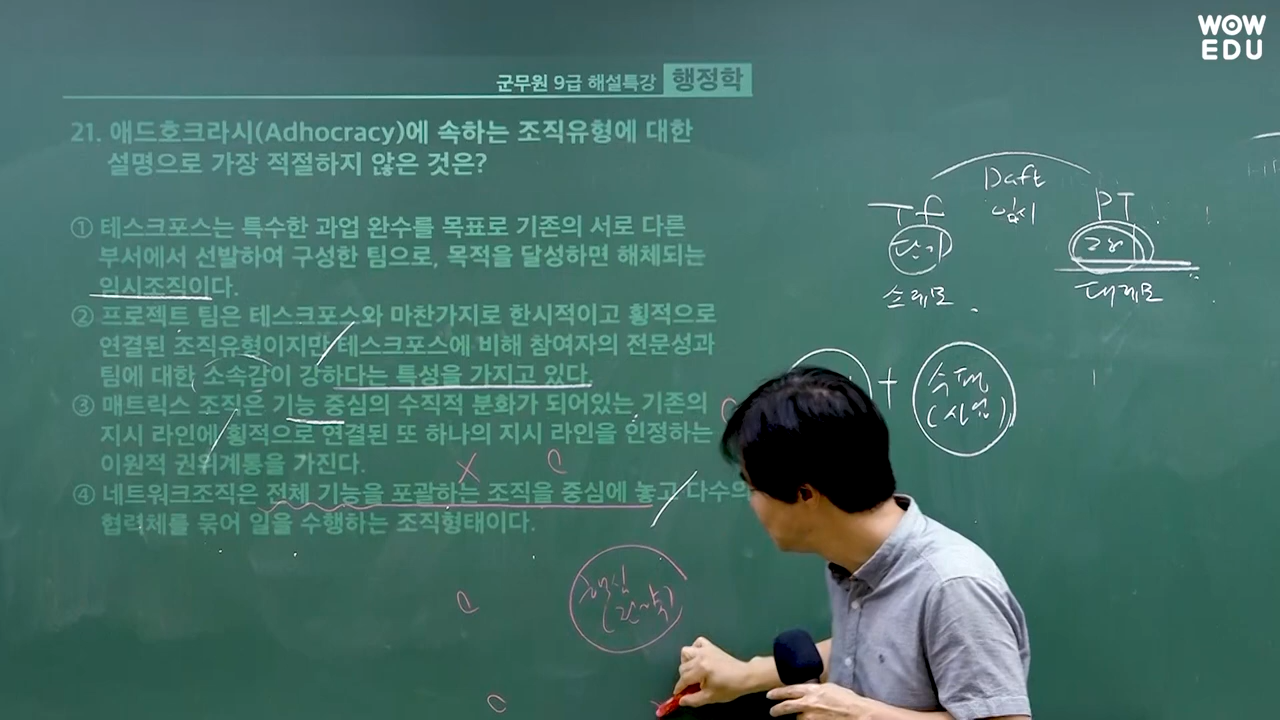 WOW
EDU
군무원 9급 해설특강 행정학
21. 애드호크라시(Adhocracy)에 속하는 조직유형에 대한
설명으로 가장 적절하지 않은 것은?
① 테스크포스는 특수한 과업 완수를 목표로 기존의 서로 다른
부서에서 선발하여 구성한 팀으로, 목적을 달성하면 해체되는
임시조직이다.
② 프로젝트 팀은 테스크포스와 마찬가지로 한시적이고 횡적으로
연결된 조직유형이지만 테스크포스에 비해 참여자의 전문성과
팀에 대한 소속감이 강하다는 특성을 가지고 있다.
③ 매트릭스 조직은 기능 중심의 수직적 분화가 되어있는 기존의
지시 라인에 횡적으로 연결된 또 하나의 지시 라인을 인정하는
이원적 권위계통을 가진다.
④ 네트워크조직은 전체 기능을 포괄하는 조직을 중심에 놓고 다수의
협력체를 묶어 일을 수행하는 조직형태이다.
Daft
임시
Tf
PT
단기
소규모
대규모
+
(사업)
X
핵심